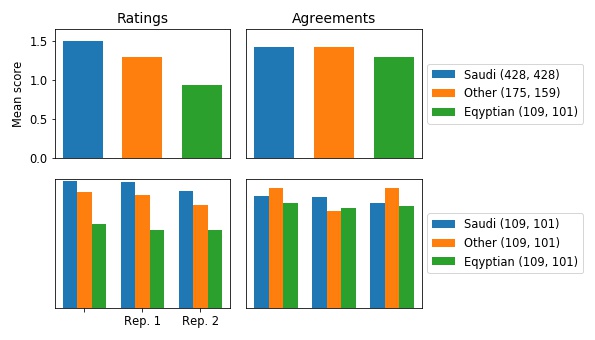 Ratings
Agreements
Mean score
1.5
1.0
0.5
0.0
Saudi (428, 428)
Other (175, 159)
Eqyptian (109, 101)
Saudi (109, 101)
Other (109, 101)
Eqyptian (109, 101)
Rep. 1
Rep. 2